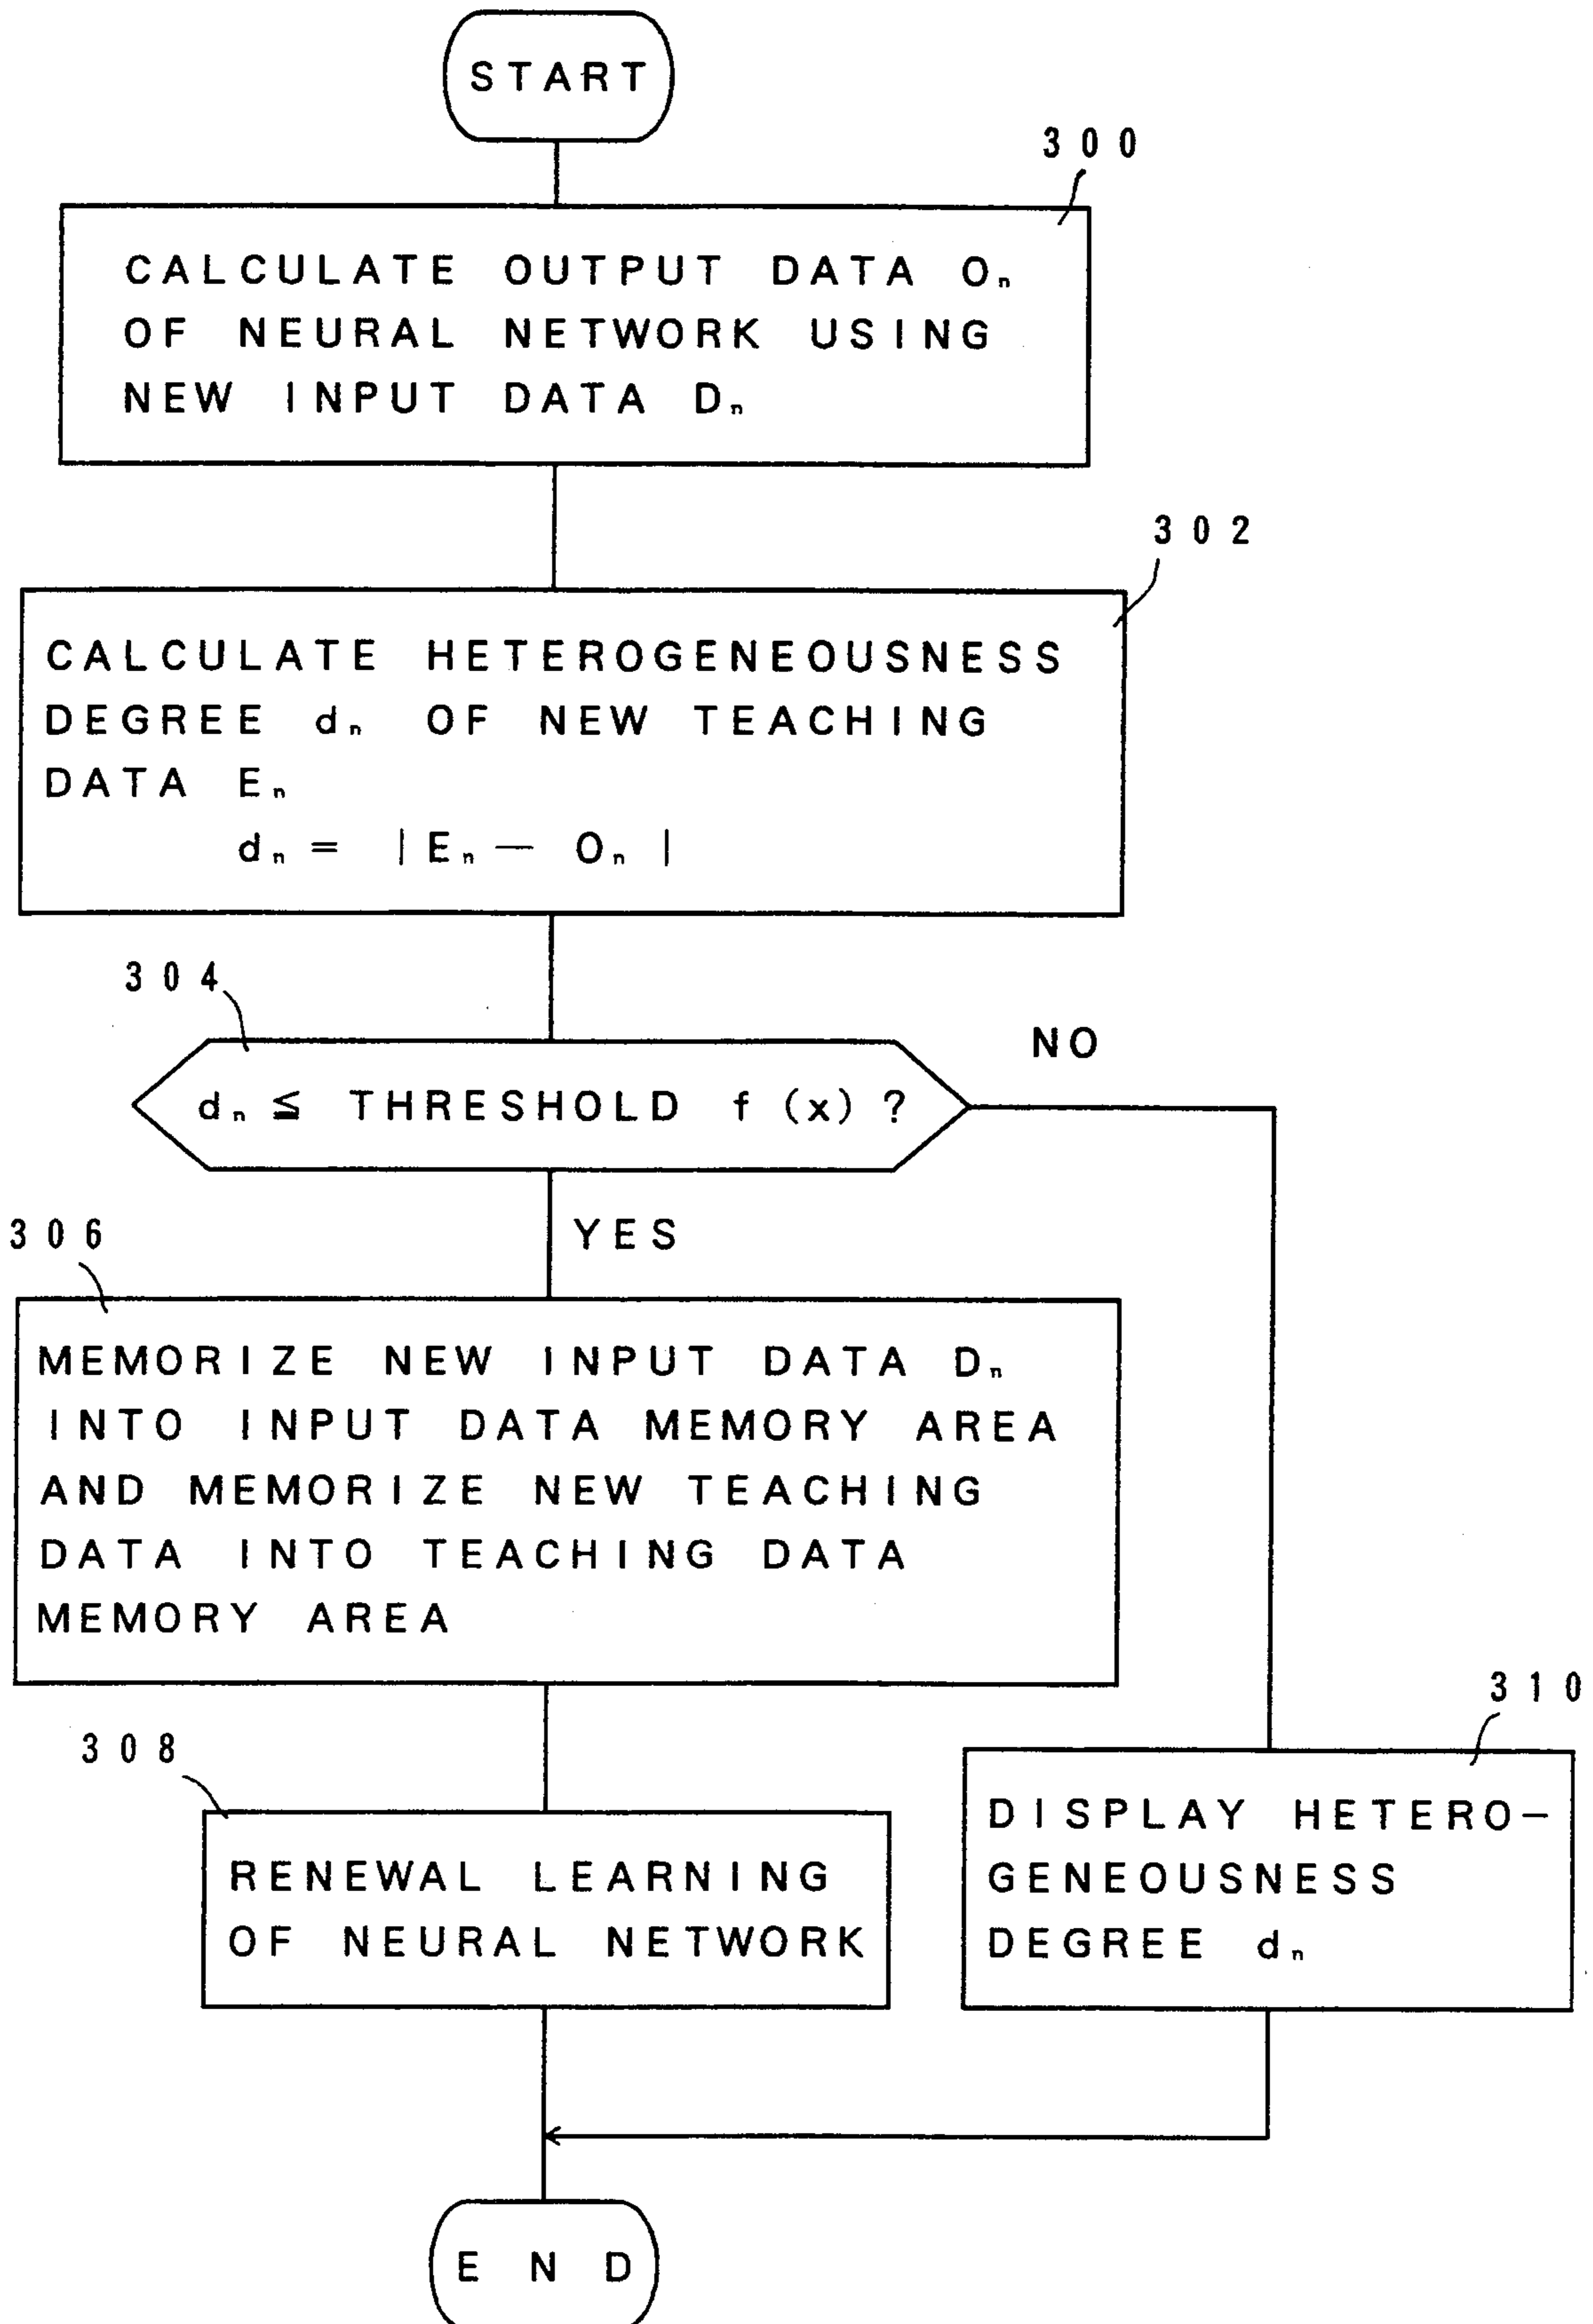 START
300
CALCULATE OUTPUT DATA Oₙ
OF NEURAL NETWORK USING
NEW INPUT DATA Dₙ
302
CALCULATE HETEROGENEOUSNESS
DEGREE dₙ OF NEW TEACHING
DATA Eₙ
dₙ = |Eₙ— Oₙ|
304
dₙ ≦ THRESHOLD f (x) ?
NO
YES
306
MEMORIZE NEW INPUT DATA Dₙ
INTO INPUT DATA MEMORY AREA
AND MEMORIZE NEW TEACHING
DATA INTO TEACHING DATA
MEMORY AREA
308
RENEWAL LEARNING
OF NEURAL NETWORK
310
DISPLAY HETERO-
GENEOUSNESS
DEGREE dₙ
END